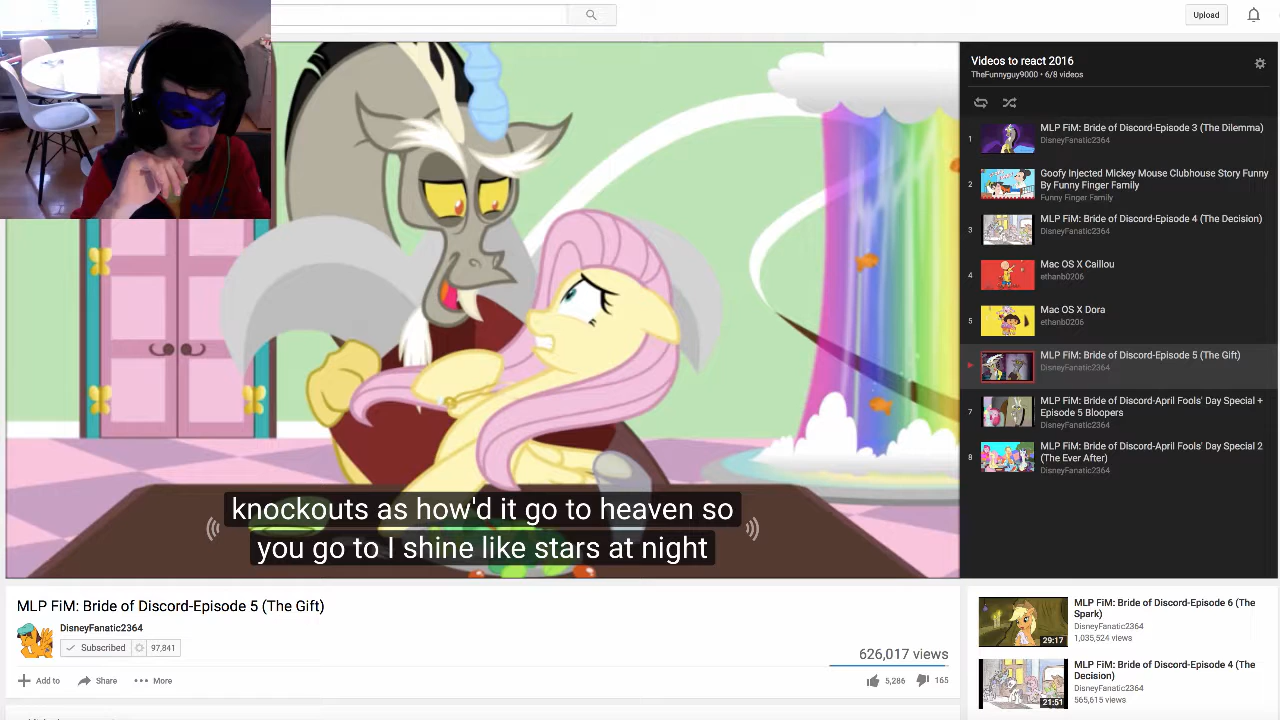 Upload
Videos to react 2016
TheFunnyguy9000 • 6/8 videos
1
MLP FiM: Bride of Discord-Episode 3 (The Dilemma)
DisneyFanatic2364
2
Goofy Injected Mickey Mouse Clubhouse Story Funny
By Funny Finger Family
Funny Finger Family
3
MLP FiM: Bride of Discord-Episode 4 (The Decision)
DisneyFanatic2364
4
Mac OS X Caillou
ethanb0206
5
Mac OS X Dora
ethanb0206
MLP FiM: Bride of Discord-Episode 5 (The Gift)
DisneyFanatic2364
7
MLP FiM: Bride of Discord-April Fools' Day Special +
Episode 5 Bloopers
DisneyFanatic2364
8
MLP FiM: Bride of Discord-April Fools' Day Special 2
(The Ever After)
DisneyFanatic2364
knockouts as how'd it go to heaven so
you go to I shine like stars at night
MLP FiM: Bride of Discord-Episode 5 (The Gift)
DisneyFanatic2364
Subscribed 97,841
626,017 views
Add to Share More
5,286 165
MLP FiM: Bride of Discord-Episode 6 (The
Spark)
DisneyFanatic2364
1,035,524 views
29:17
MLP FiM: Bride of Discord-Episode 4 (The
Decision)
DisneyFanatic2364
565,615 views
21:51